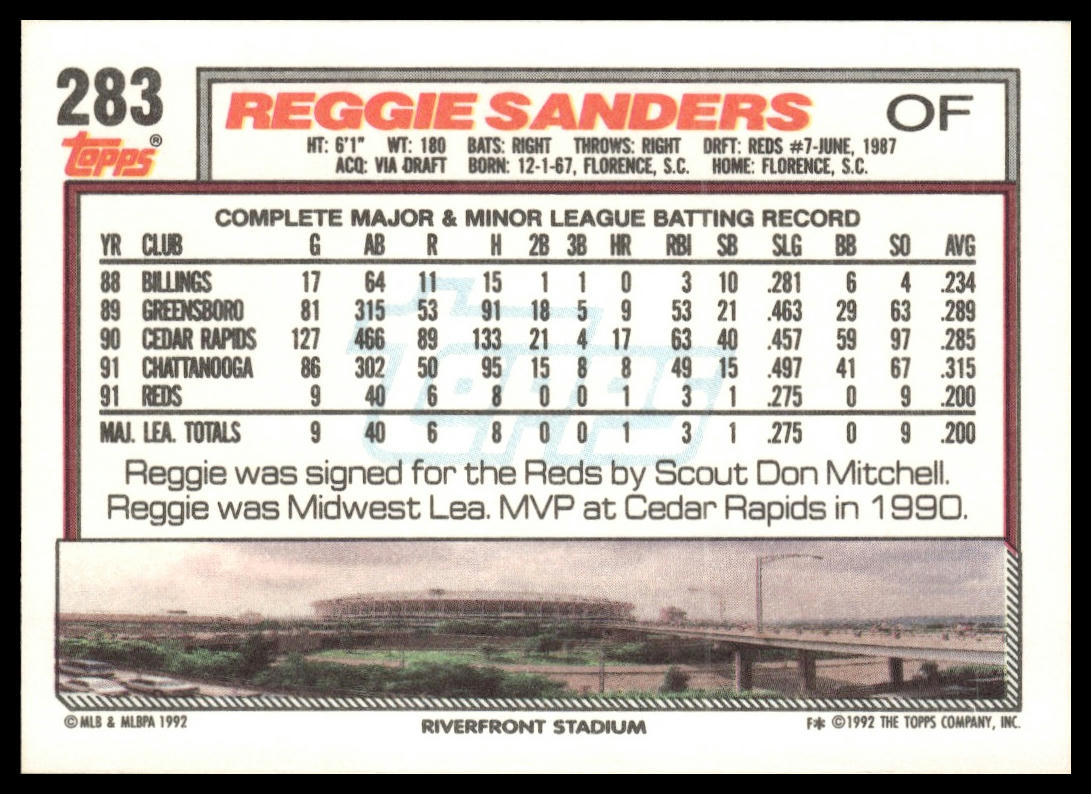 283
Topps®
REGGIE SANDERS OF
HT: 6'1" WT: 180 BATS: RIGHT THROWS: RIGHT DRFT: REDS #7-JUNE, 1987
ACQ: VIA DRAFT BORN: 12-1-67, FLORENCE, S.C. HOME: FLORENCE, S.C.
COMPLETE MAJOR & MINOR LEAGUE BATTING RECORD
YR CLUB G AB R H 2B 3B HR RBI SB SLG BB SO AVG
88 BILLINGS 17 64 11 15 1 1 0 3 10 .281 6 4 .234
89 GREENSBORO 81 315 53 91 18 5 9 53 21 .463 29 63 .289
90 CEDAR RAPIDS 127 466 89 133 21 4 17 63 40 .457 59 97 .285
91 CHATTANOOGA 86 302 50 95 15 8 8 49 15 .497 41 67 .315
91 REDS 9 40 6 8 0 0 1 3 1 .275 0 9 .200
MAJ. LEA. TOTALS 9 40 6 8 0 0 1 3 1 .275 0 9 .200
Topps
Reggie was signed for the Reds by Scout Don Mitchell.
Reggie was Midwest Lea. MVP at Cedar Rapids in 1990.
©MLB & MLBPA 1992 RIVERFRONT STADIUM F* ©1992 THE TOPPS COMPANY, INC.